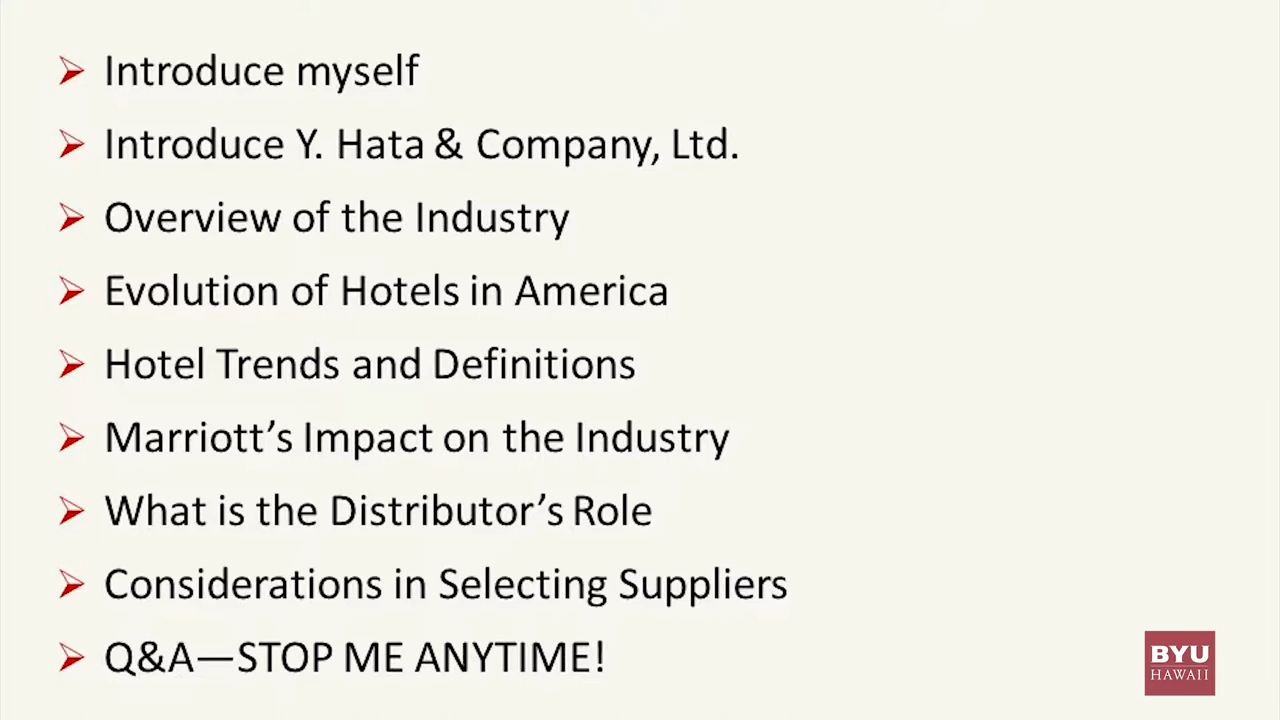 Introduce myself
Introduce Y. Hata & Company, Ltd.
Overview of the Industry
Evolution of Hotels in America
Hotel Trends and Definitions
Marriott’s Impact on the Industry
What is the Distributor’s Role
Considerations in Selecting Suppliers
Q&A—STOP ME ANYTIME!
BYU
HAWAII